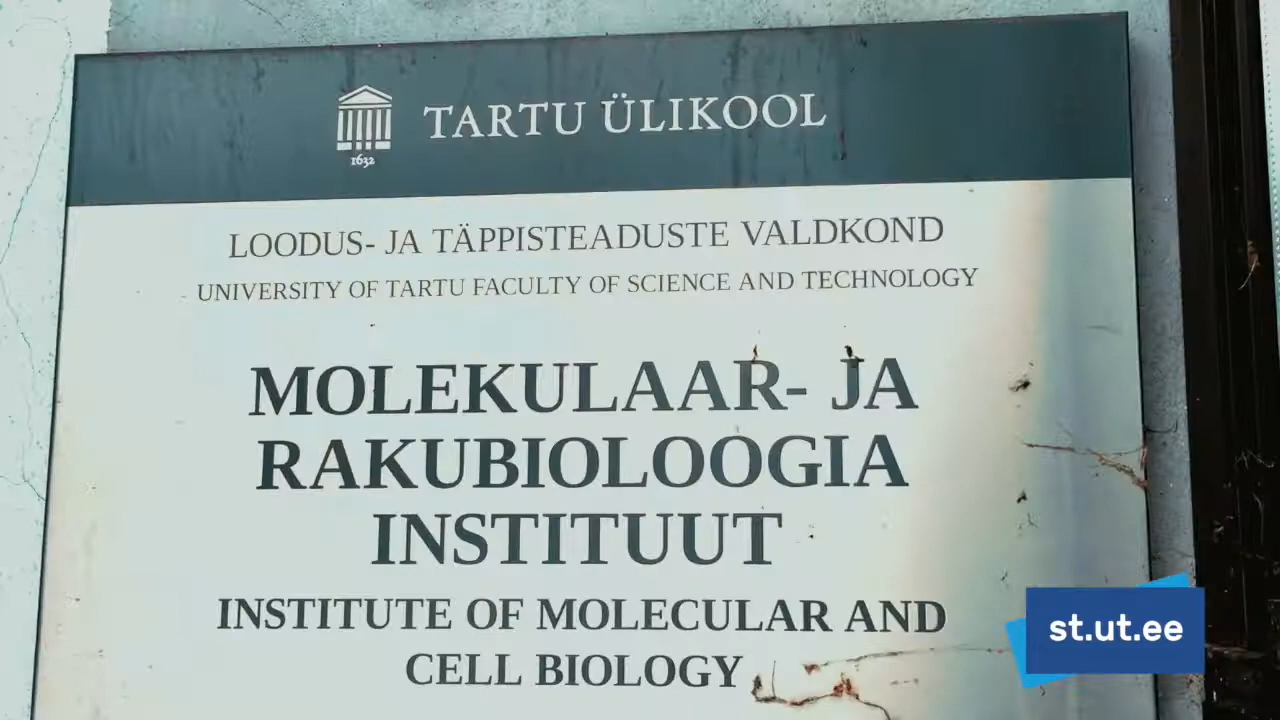 1632
TARTU ÜLIKOOL
LOODUS- JA TÄPPISTEADUSTE VALDKOND
UNIVERSITY OF TARTU FACULTY OF SCIENCE AND TECHNOLOGY
MOLEKULAAR- JA
RAKUBIOLOOGIA
INSTITUUT
INSTITUTE OF MOLECULAR AND
CELL BIOLOGY
st.ut.ee